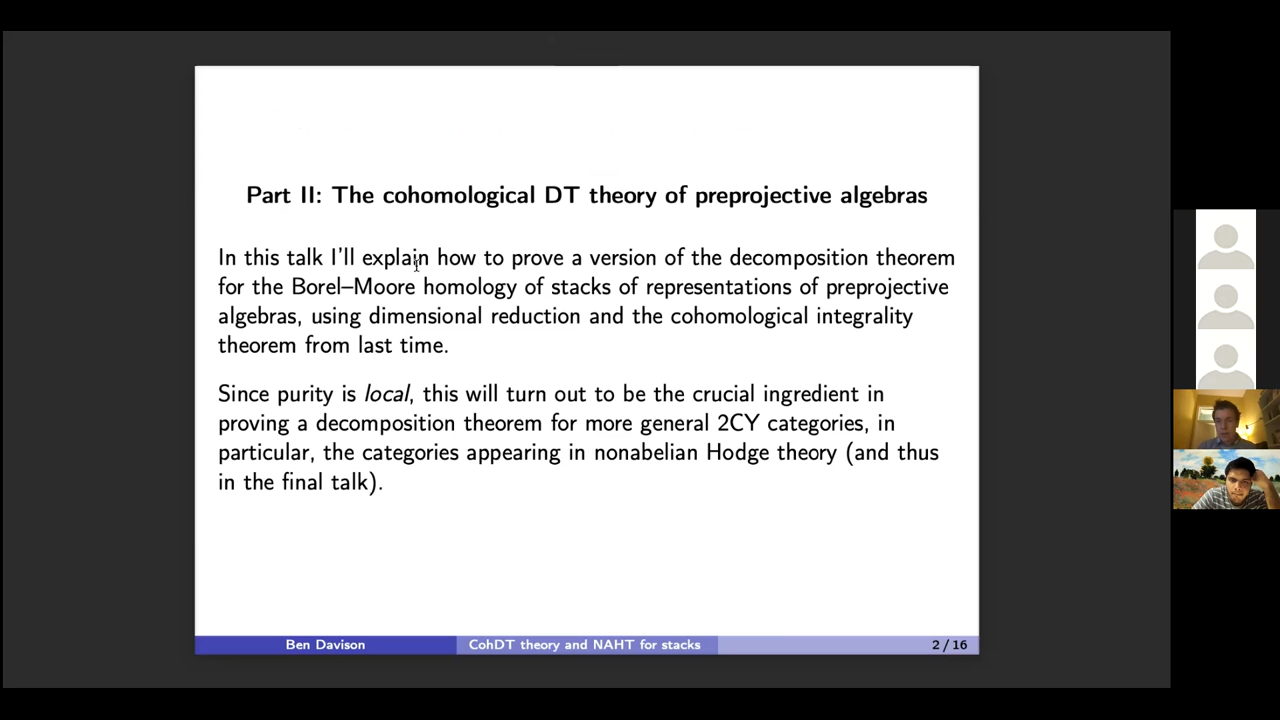 Part II: The cohomological DT theory of preprojective algebras
In this talk I'll explain how to prove a version of the decomposition theorem
for the Borel–Moore homology of stacks of representations of preprojective
algebras, using dimensional reduction and the cohomological integrality
theorem from last time.
Since purity is local, this will turn out to be the crucial ingredient in
proving a decomposition theorem for more general 2CY categories, in
particular, the categories appearing in nonabelian Hodge theory (and thus
in the final talk).
Ben Davison CohDT theory and NAHT for stacks 2 / 16